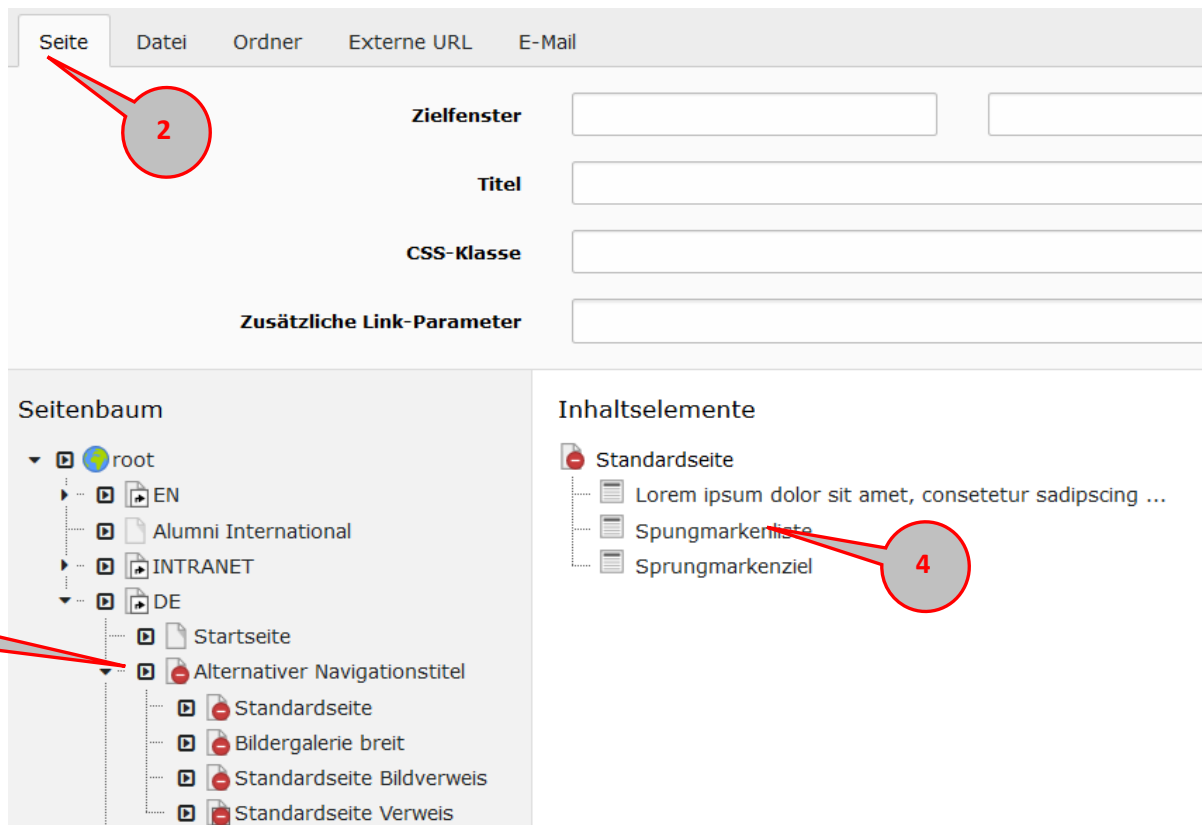 Seite Datei Ordner Externe URL E-Mail
2
Zielfenster
Titel
CSS-Klasse
Zusätzliche Link-Parameter
Seitenbaum
root
EN
Alumni International
INTRANET
DE
Startseite
Alternativer Navigationstitel
Standardseite
Bildergalerie breit
Standardseite Bildverweis
Standardseite Verweis
Inhaltselemente
Standardseite
Lorem ipsum dolor sit amet, consetetur sadipscing ...
Spungmarkenliste
Sprungmarkenziel
4